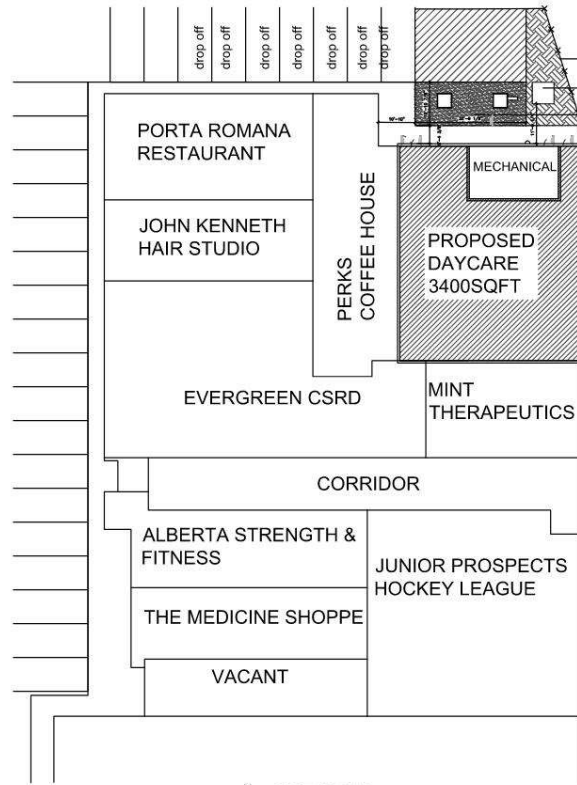 drop off
drop off
drop off
drop off
drop off
drop off
drop off
PORTA ROMANA
RESTAURANT
JOHN KENNETH
HAIR STUDIO
PERKS
COFFEE HOUSE
MECHANICAL
PROPOSED
DAYCARE
3400SQFT
EVERGREEN CSRD
MINT
THERAPEUTICS
CORRIDOR
ALBERTA STRENGTH &
FITNESS
JUNIOR PROSPECTS
HOCKEY LEAGUE
THE MEDICINE SHOPPE
VACANT